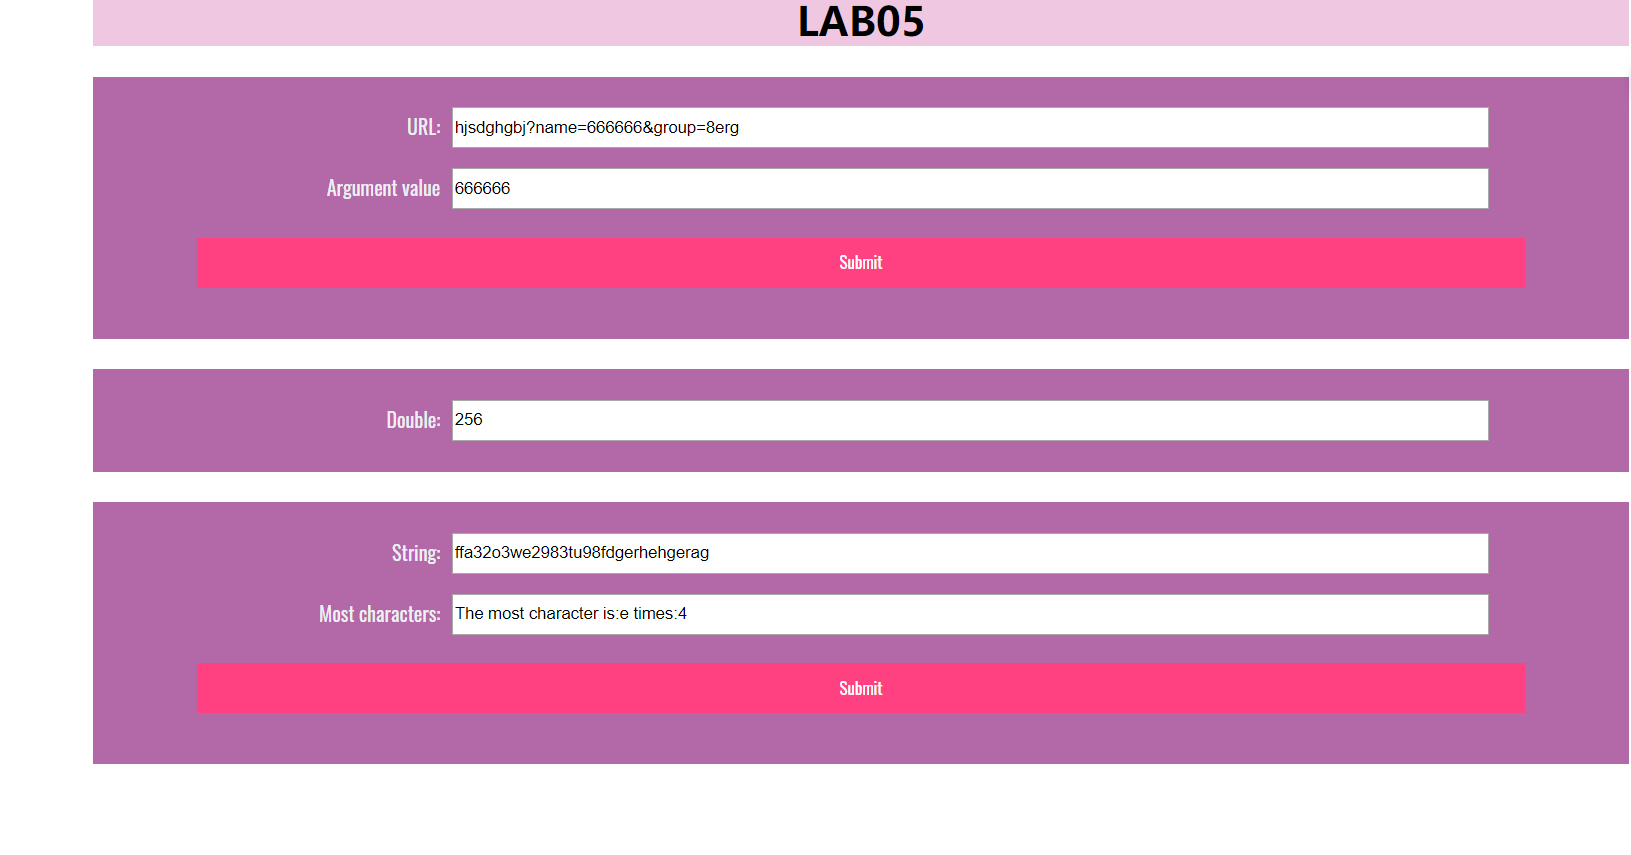 LAB05
URL: hjsdghgbj?name=666666&group=8erg
Argument value 666666
Submit
Double: 256
String: ffa32o3we2983tu98fdgerhehgerag
Most characters: The most character is:e times:4
Submit